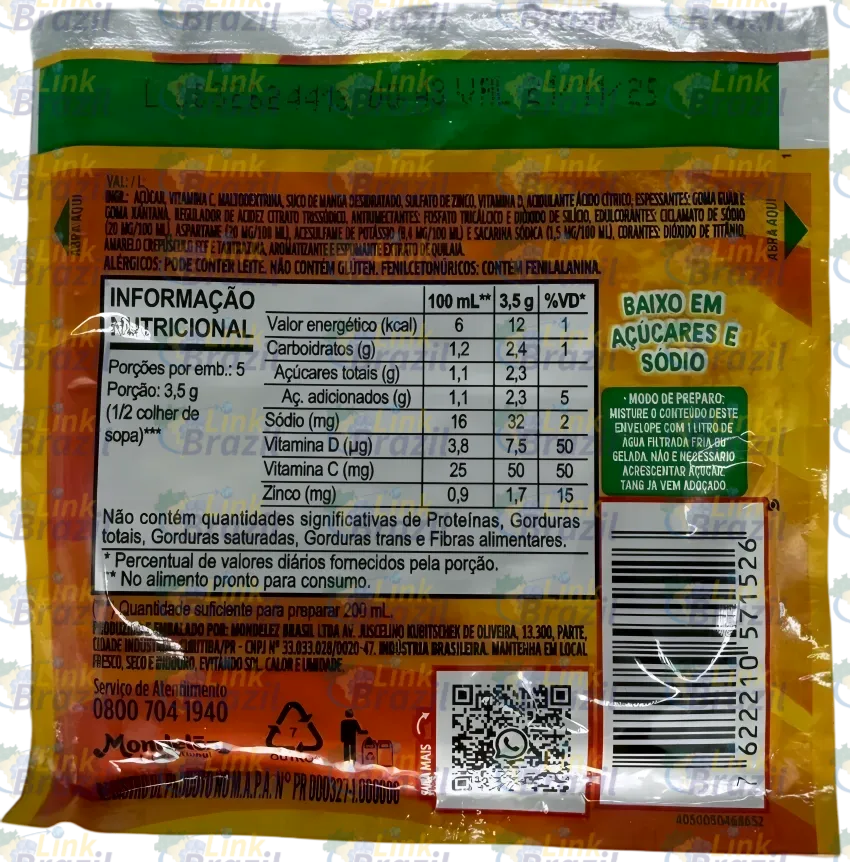 VAL 27/11/25
VAL: / L:
INGR.: AÇÚCAR, VITAMINA C, MALTODEXTRINA, SUCO DE MANGA DESIDRATADO, SULFATO DE ZINCO, VITAMINA D, ACIDULANTE ÁCIDO CÍTRICO, ESPESSANTES: GOMA GUAR E
GOMA XANTANA, REGULADOR DE ACIDEZ CITRATO TRISSÓDICO, ANTIUMECTANTES: FOSFATO TRICÁLCICO E DIÓXIDO DE SILÍCIO, EDULCORANTES: CICLAMATO DE SÓDIO
(20 MG/100 ML), ASPARTAME (20 MG/100 ML), ACESULFAME DE POTÁSSIO (9,4 MG/100 ML) E SACARINA SÓDICA (1,5 MG/100 ML), CORANTES: DIÓXIDO DE TITÂNIO,
AMARELO CREPÚSCULO FCF E TARTRAZINA, AROMATIZANTE E ESPUMANTE EXTRATO DE QUILAIA.
ALÉRGICOS: PODE CONTER LEITE. NÃO CONTÉM GLÚTEN. FENILCETONÚRICOS: CONTÉM FENILALANINA.
ABRA AQUI
ABRA AQUI
INFORMAÇÃO
NUTRICIONAL
Porções por emb.: 5
Porção: 3,5 g
(1/2 colher de
sopa)***
100 mL** 3,5 g %VD*
Valor energético (kcal) 6 12 1
Carboidratos (g) 1,2 2,4 1
Açúcares totais (g) 1,1 2,3
Aç. adicionados (g) 1,1 2,3 5
Sódio (mg) 16 32 2
Vitamina D (µg) 3,8 7,5 50
Vitamina C (mg) 25 50 50
Zinco (mg) 0,9 1,7 15
Não contém quantidades significativas de Proteínas, Gorduras
totais, Gorduras saturadas, Gorduras trans e Fibras alimentares.
* Percentual de valores diários fornecidos pela porção.
* No alimento pronto para consumo.
Quantidade suficiente para preparar 200 mL.
BAIXO EM
AÇÚCARES E
SÓDIO
• MODO DE PREPARO:
MISTURE O CONTEÚDO DESTE
ENVELOPE COM 1 LITRO DE
ÁGUA FILTRADA FRIA OU
GELADA. NÃO É NECESSÁRIO
ACRESCENTAR AÇÚCAR.
TANG JÁ VEM ADOÇADO.
PRODUZIDO E EMBALADO POR: MONDELEZ BRASIL LTDA AV. JUSCELINO KUBITSCHEK DE OLIVEIRA, 13.300, PARTE,
CIDADE INDUSTRIAL CURITIBA/PR - CNPJ Nº 33.033.028/0020-47. INDÚSTRIA BRASILEIRA. MANTENHA EM LOCAL
FRESCO, SECO E INODORO, EVITANDO SOL, CALOR E UMIDADE.
Serviço de Atendimento
0800 704 1940
Mondelēz
7
OUTRO
SAIBA MAIS
REGISTRO DE PRODUTO NO M.A.P.A. Nº PR 000327-1.000000
7 622210 571526
4050080468652
Link
Brazil